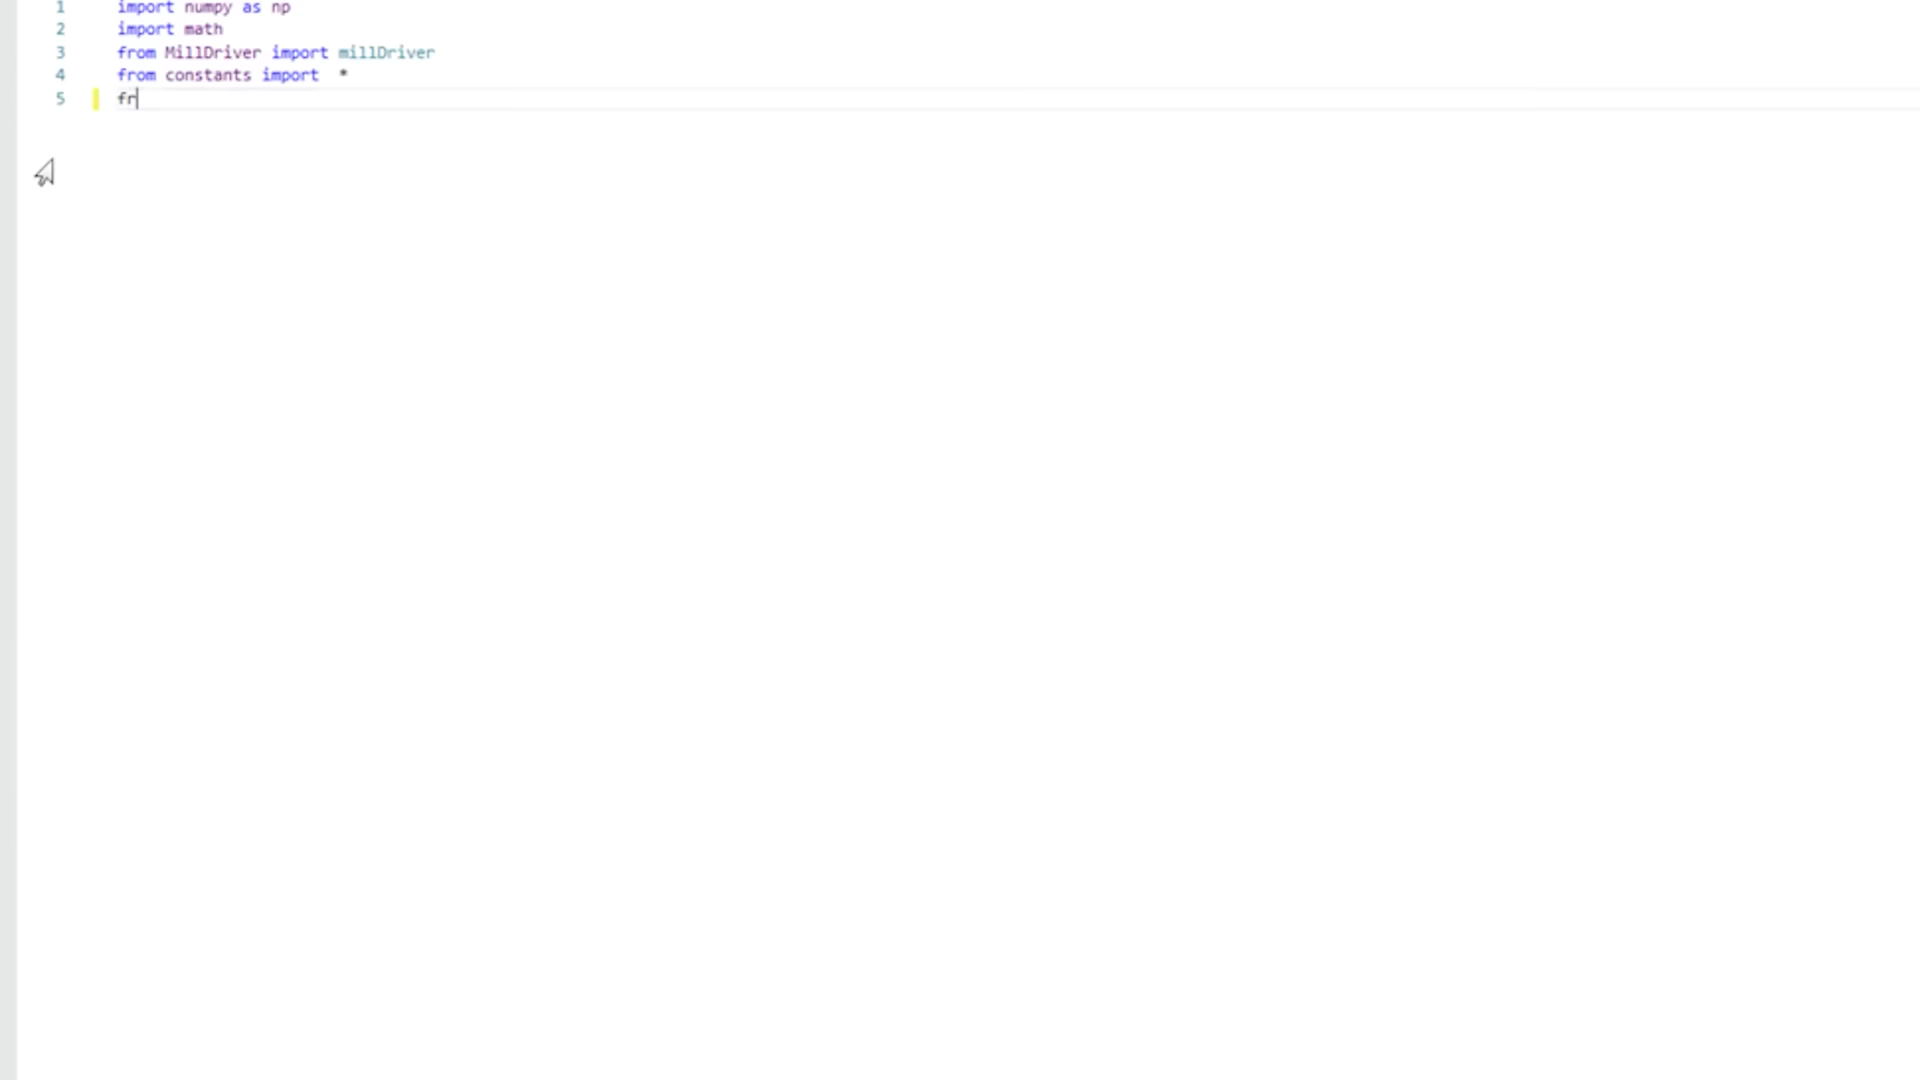 1 import numpy as np
2 import math
3 from MillDriver import millDriver
4 from constants import  *
5 fr